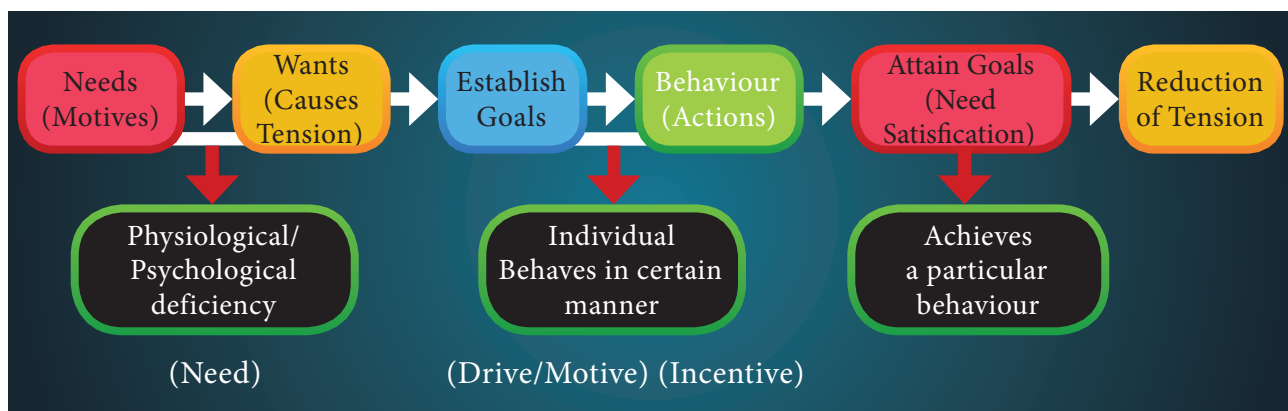 Needs
(Motives)
Wants
(Causes
Tension)
Establish
Goals
Behaviour
(Actions)
Attain Goals
(Need
Satisfication)
Reduction
of Tension
Physiological/
Psychological
deficiency
Individual
Behaves in certain
manner
Achieves
a particular
behaviour
(Need)
(Drive/Motive) (Incentive)